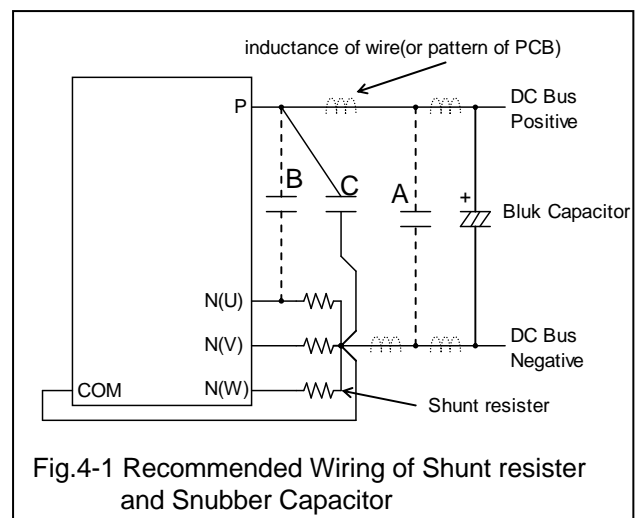 inductance of wire(or pattern of PCB)
P
DC Bus
Positive
B
C
A
+
Bluk Capacitor
N(U)
N(V)
DC Bus
Negative
COM
N(W)
Shunt resister
Fig.4-1 Recommended Wiring of Shunt resister
and Snubber Capacitor